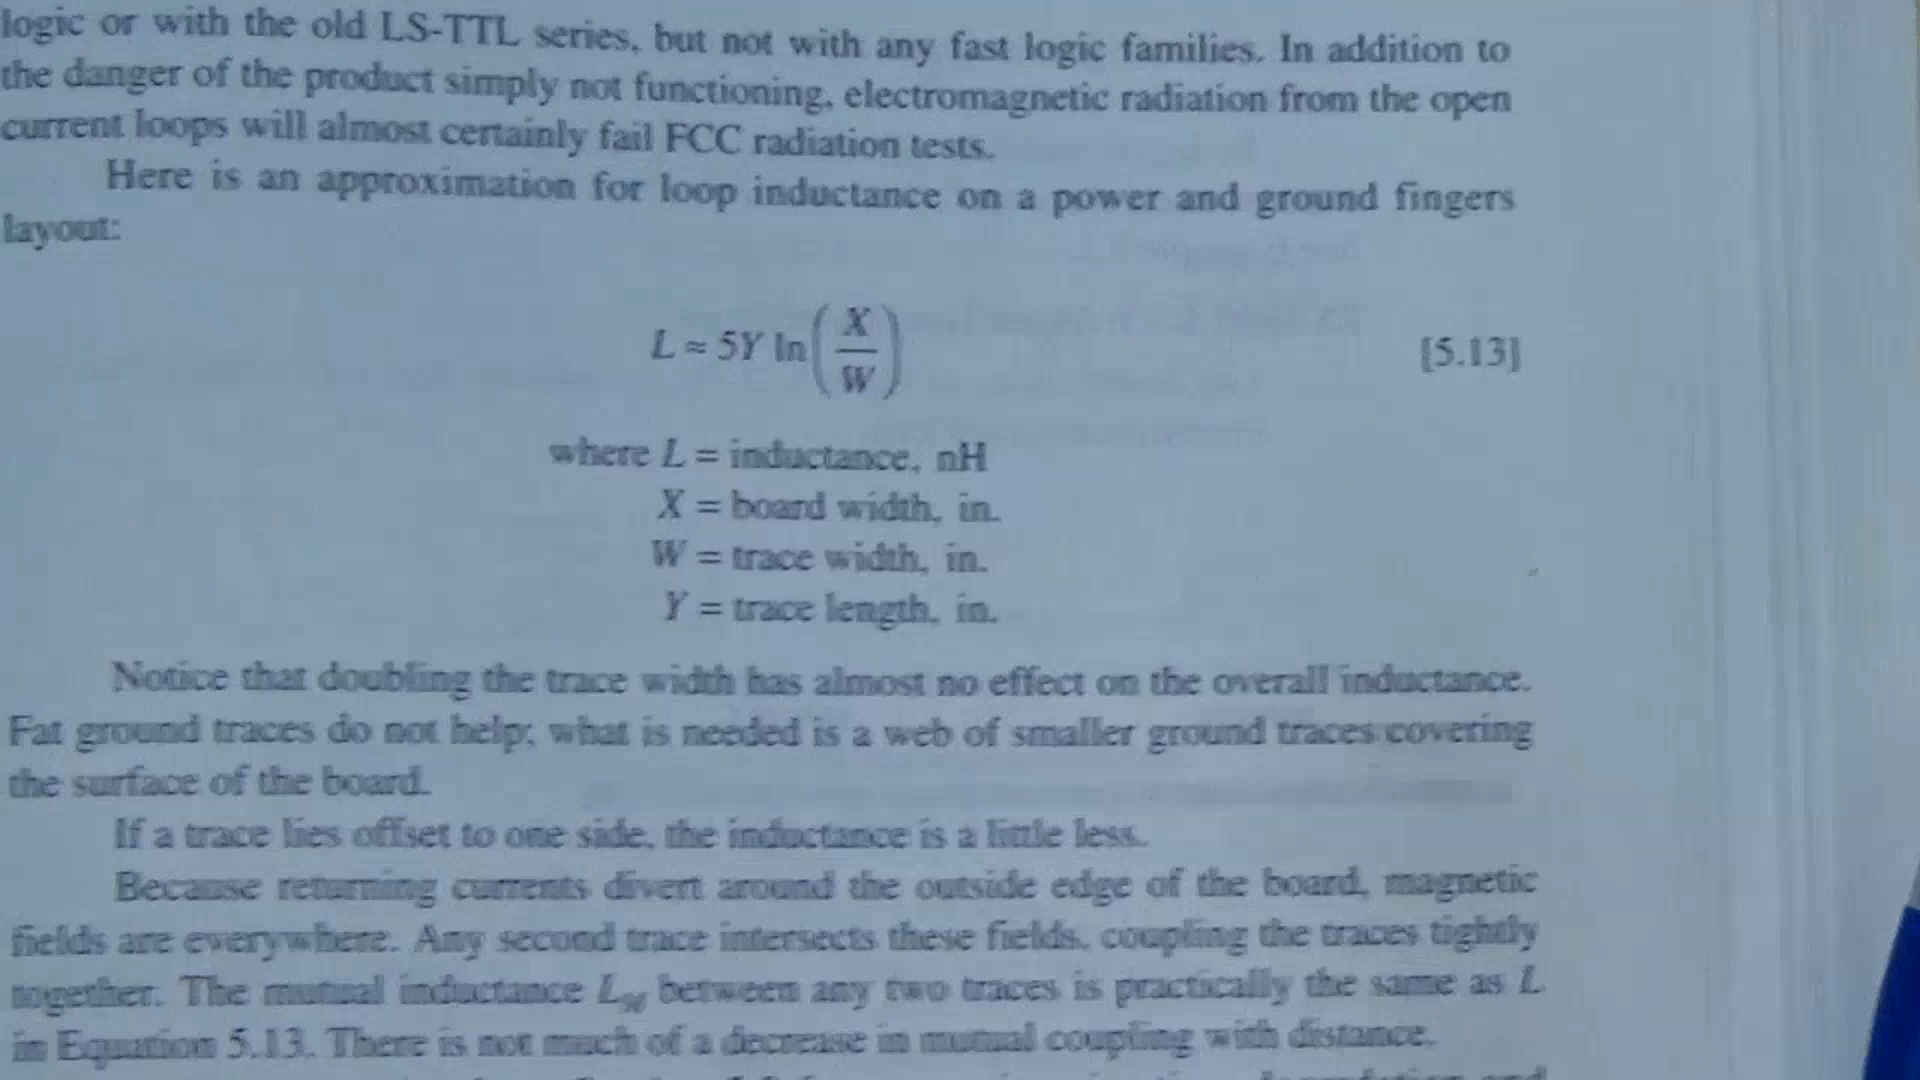 logic or with the old LS-TTL series, but not with any fast logic families. In addition to
the danger of the product simply not functioning, electromagnetic radiation from the open
current loops will almost certainly fail FCC radiation tests.
Here is an approximation for loop inductance on a power and ground fingers
layout:
L ≈ 5Y ln(X/W) [5.13]
where L = inductance, nH
X = board width, in.
W = trace width, in.
Y = trace length, in.
Notice that doubling the trace width has almost no effect on the overall inductance.
Fat ground traces do not help; what is needed is a web of smaller ground traces covering
the surface of the board.
If a trace lies offset to one side, the inductance is a little less.
Because returning currents divert around the outside edge of the board, magnetic
fields are everywhere. Any second trace intersects these fields, coupling the traces tightly
together. The mutual inductance L_M between any two traces is practically the same as L
in Equation 5.13. There is not much of a decrease in mutual coupling with distance.